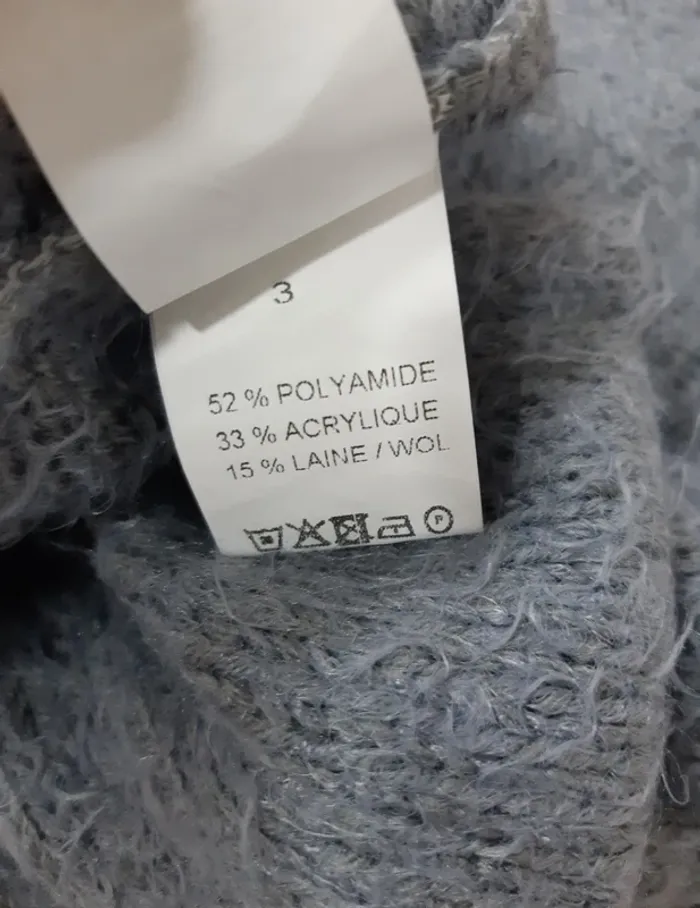 3
52 % POLYAMIDE
33 % ACRYLIQUE
15 % LAINE / WOL
P